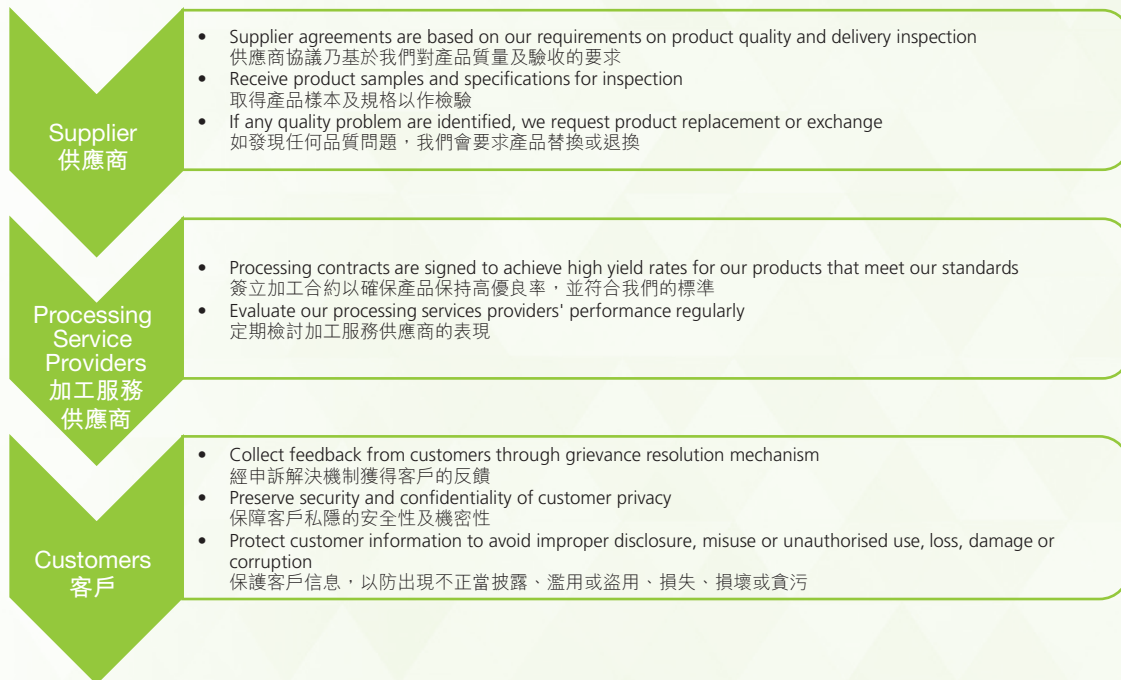 Supplier
供應商
• Supplier agreements are based on our requirements on product quality and delivery inspection
供應商協議乃基於我們對產品質量及驗收的要求
• Receive product samples and specifications for inspection
取得產品樣本及規格以作檢驗
• If any quality problem are identified, we request product replacement or exchange
如發現任何品質問題，我們會要求產品替換或退換
Processing
Service
Providers
加工服務
供應商
• Processing contracts are signed to achieve high yield rates for our products that meet our standards
簽立加工合約以確保產品保持高優良率，並符合我們的標準
• Evaluate our processing services providers' performance regularly
定期檢討加工服務供應商的表現
Customers
客戶
• Collect feedback from customers through grievance resolution mechanism
經申訴解決機制獲得客戶的反饋
• Preserve security and confidentiality of customer privacy
保障客戶私隱的安全性及機密性
• Protect customer information to avoid improper disclosure, misuse or unauthorised use, loss, damage or
corruption
保護客戶信息，以防出現不正當披露、濫用或盜用、損失、損壞或貪污